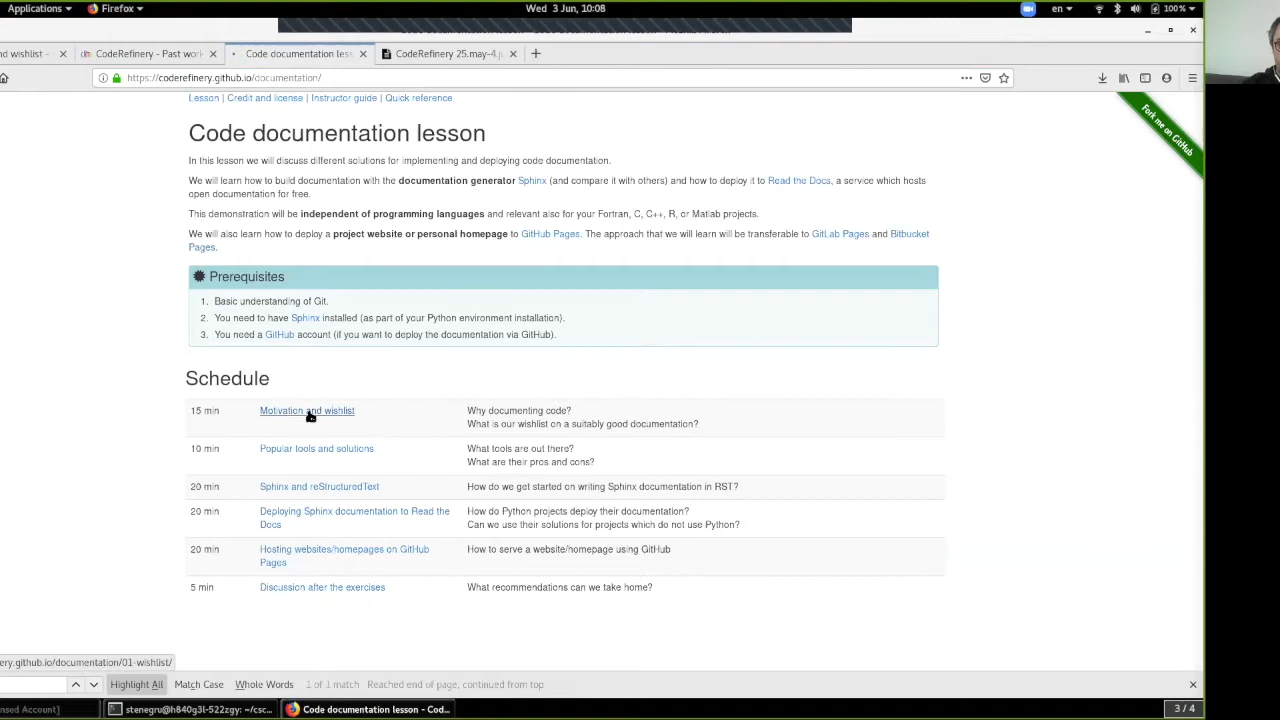 Applications
Firefox
Wed 3 Jun, 10:08
en
100%
nd wishlist -
CodeRefinery - Past work
Code documentation less
CodeRefinery 25.may-4.j
https://coderefinery.github.io/documentation/
Lesson | Credit and license | Instructor guide | Quick reference
Fork me on GitHub
Code documentation lesson
In this lesson we will discuss different solutions for implementing and deploying code documentation.
We will learn how to build documentation with the documentation generator Sphinx (and compare it with others) and how to deploy it to Read the Docs, a service which hosts
open documentation for free.
This demonstration will be independent of programming languages and relevant also for your Fortran, C, C++, R, or Matlab projects.
We will also learn how to deploy a project website or personal homepage to GitHub Pages. The approach that we will learn will be transferable to GitLab Pages and Bitbucket
Pages.
Prerequisites
1. Basic understanding of Git.
2. You need to have Sphinx installed (as part of your Python environment installation).
3. You need a GitHub account (if you want to deploy the documentation via GitHub).
Schedule
15 min Motivation and wishlist Why documenting code?
What is our wishlist on a suitably good documentation?
10 min Popular tools and solutions What tools are out there?
What are their pros and cons?
20 min Sphinx and reStructuredText How do we get started on writing Sphinx documentation in RST?
20 min Deploying Sphinx documentation to Read the How do Python projects deploy their documentation?
Docs Can we use their solutions for projects which do not use Python?
20 min Hosting websites/homepages on GitHub How to serve a website/homepage using GitHub
Pages
5 min Discussion after the exercises What recommendations can we take home?
ery.github.io/documentation/01-wishlist/
Highlight All Match Case Whole Words 1 of 1 match Reached end of page, continued from top
nsed Account]
stenegru@h840g3l-522zgy: ~/csc...
Code documentation lesson - Cod...
3 / 4